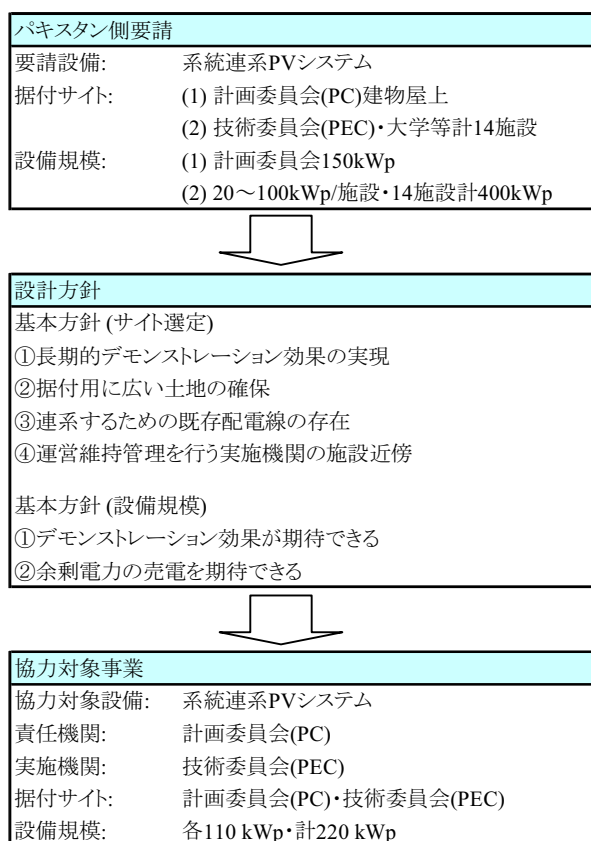 パキスタン側要請
要請設備: 系統連系PVシステム
据付サイト: (1) 計画委員会(PC)建物屋上
(2) 技術委員会(PEC)・大学等計14施設
設備規模: (1) 計画委員会150kWp
(2) 20～100kWp/施設・14施設計400kWp
設計方針
基本方針 (サイト選定)
①長期的デモンストレーション効果の実現
②据付用に広い土地の確保
③連系するための既存配電線の存在
④運営維持管理を行う実施機関の施設近傍
基本方針 (設備規模)
①デモンストレーション効果が期待できる
②余剰電力の売電を期待できる
協力対象事業
協力対象設備: 系統連系PVシステム
責任機関: 計画委員会(PC)
実施機関: 技術委員会(PEC)
据付サイト: 計画委員会(PC)・技術委員会(PEC)
設備規模: 各110 kWp・計220 kWp